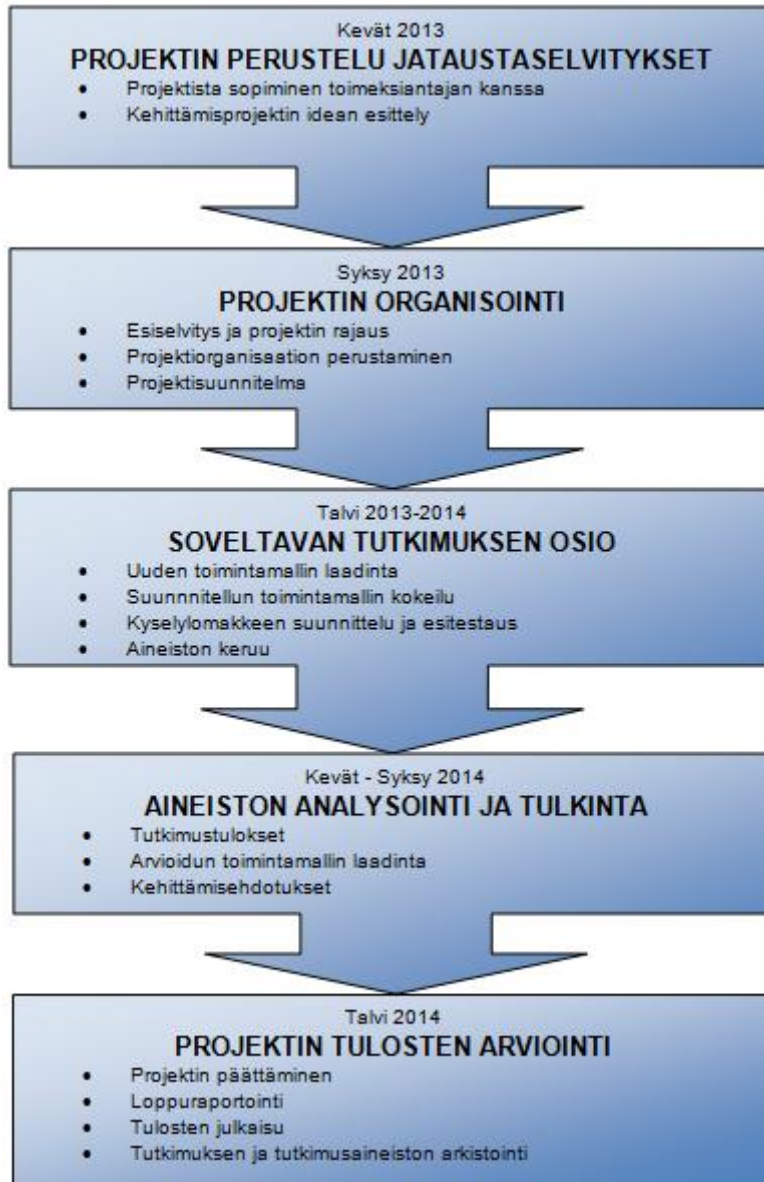 Kevät 2013
PROJEKTIN PERUSTELU JATAUSTASELVITYKSET
• Projektista sopiminen toimeksiantajan kanssa
• Kehittämisprojektin idean esittely
Syksy 2013
PROJEKTIN ORGANISOINTI
• Esiselvitys ja projektin rajaus
• Projektiorganisaation perustaminen
• Projektisuunnitelma
Talvi 2013-2014
SOVELTAVAN TUTKIMUKSEN OSIO
• Uuden toimintamallin laadinta
• Suunnnitellun toimintamallin kokeilu
• Kyselylomakkeen suunnittelu ja esitestaus
• Aineiston keruu
Kevät - Syksy 2014
AINEISTON ANALYSOINTI JA TULKINTA
• Tutkimustulokset
• Arvioidun toimintamallin laadinta
• Kehittämisehdotukset
Talvi 2014
PROJEKTIN TULOSTEN ARVIOINTI
• Projektin päättäminen
• Loppuraportointi
• Tulosten julkaisu
• Tutkimuksen ja tutkimusaineiston arkistointi